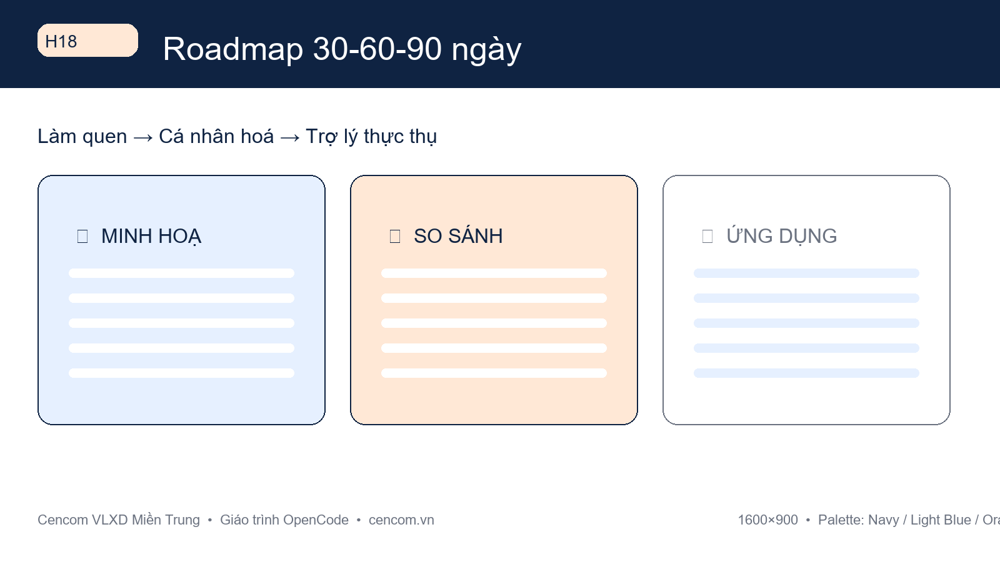 H18
Roadmap 30-60-90 ngày
Làm quen → Cá nhân hoá → Trợ lý thực thụ
MINH HOẠ
SO SÁNH
ỨNG DỤNG
Cencom VLXD Miền Trung • Giáo trình OpenCode • cencom.vn
1600×900 • Palette: Navy / Light Blue /